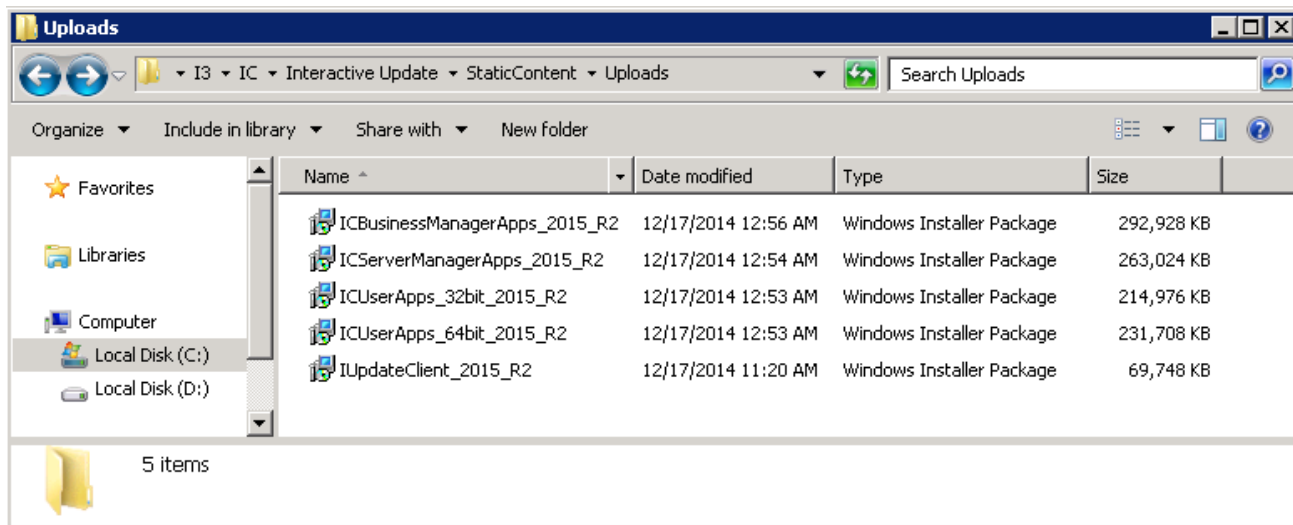 Uploads
I3 IC Interactive Update StaticContent Uploads Search Uploads
Organize Include in library Share with New folder
Favorites
Libraries
Computer
Local Disk (C:)
Local Disk (D:)
Name Date modified Type Size
ICBusinessManagerApps_2015_R2 12/17/2014 12:56 AM Windows Installer Package 292,928 KB
ICServerManagerApps_2015_R2 12/17/2014 12:54 AM Windows Installer Package 263,024 KB
ICUserApps_32bit_2015_R2 12/17/2014 12:53 AM Windows Installer Package 214,976 KB
ICUserApps_64bit_2015_R2 12/17/2014 12:53 AM Windows Installer Package 231,708 KB
IUpdateClient_2015_R2 12/17/2014 11:20 AM Windows Installer Package 69,748 KB
5 items